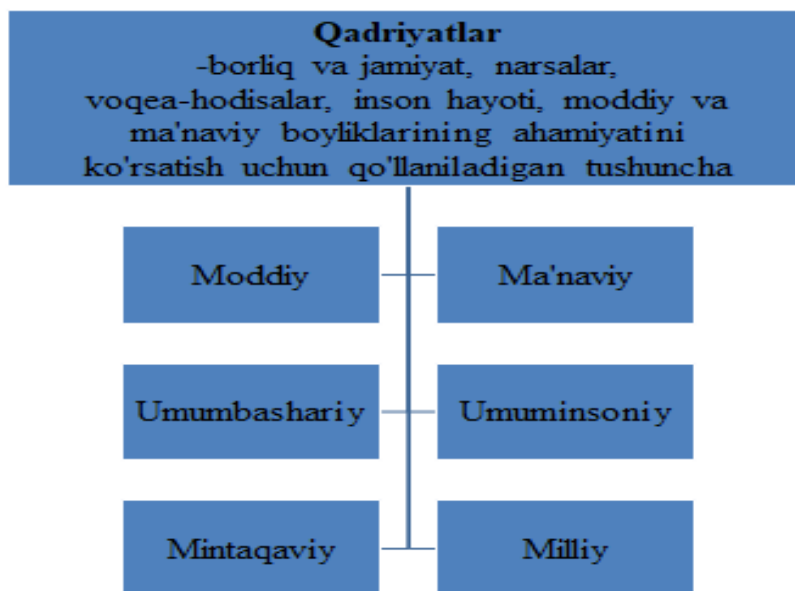 Qadriyatlar
-borliq va jamiyat, narsalar,
voqea-hodisalar, inson hayoti, moddiy va
ma'naviy boyliklarining ahamiyatini
ko'rsatish uchun qo'llaniladigan tushuncha
Moddiy
Ma'naviy
Umumbashariy
Umuminsoniy
Mintaqaviy
Milliy